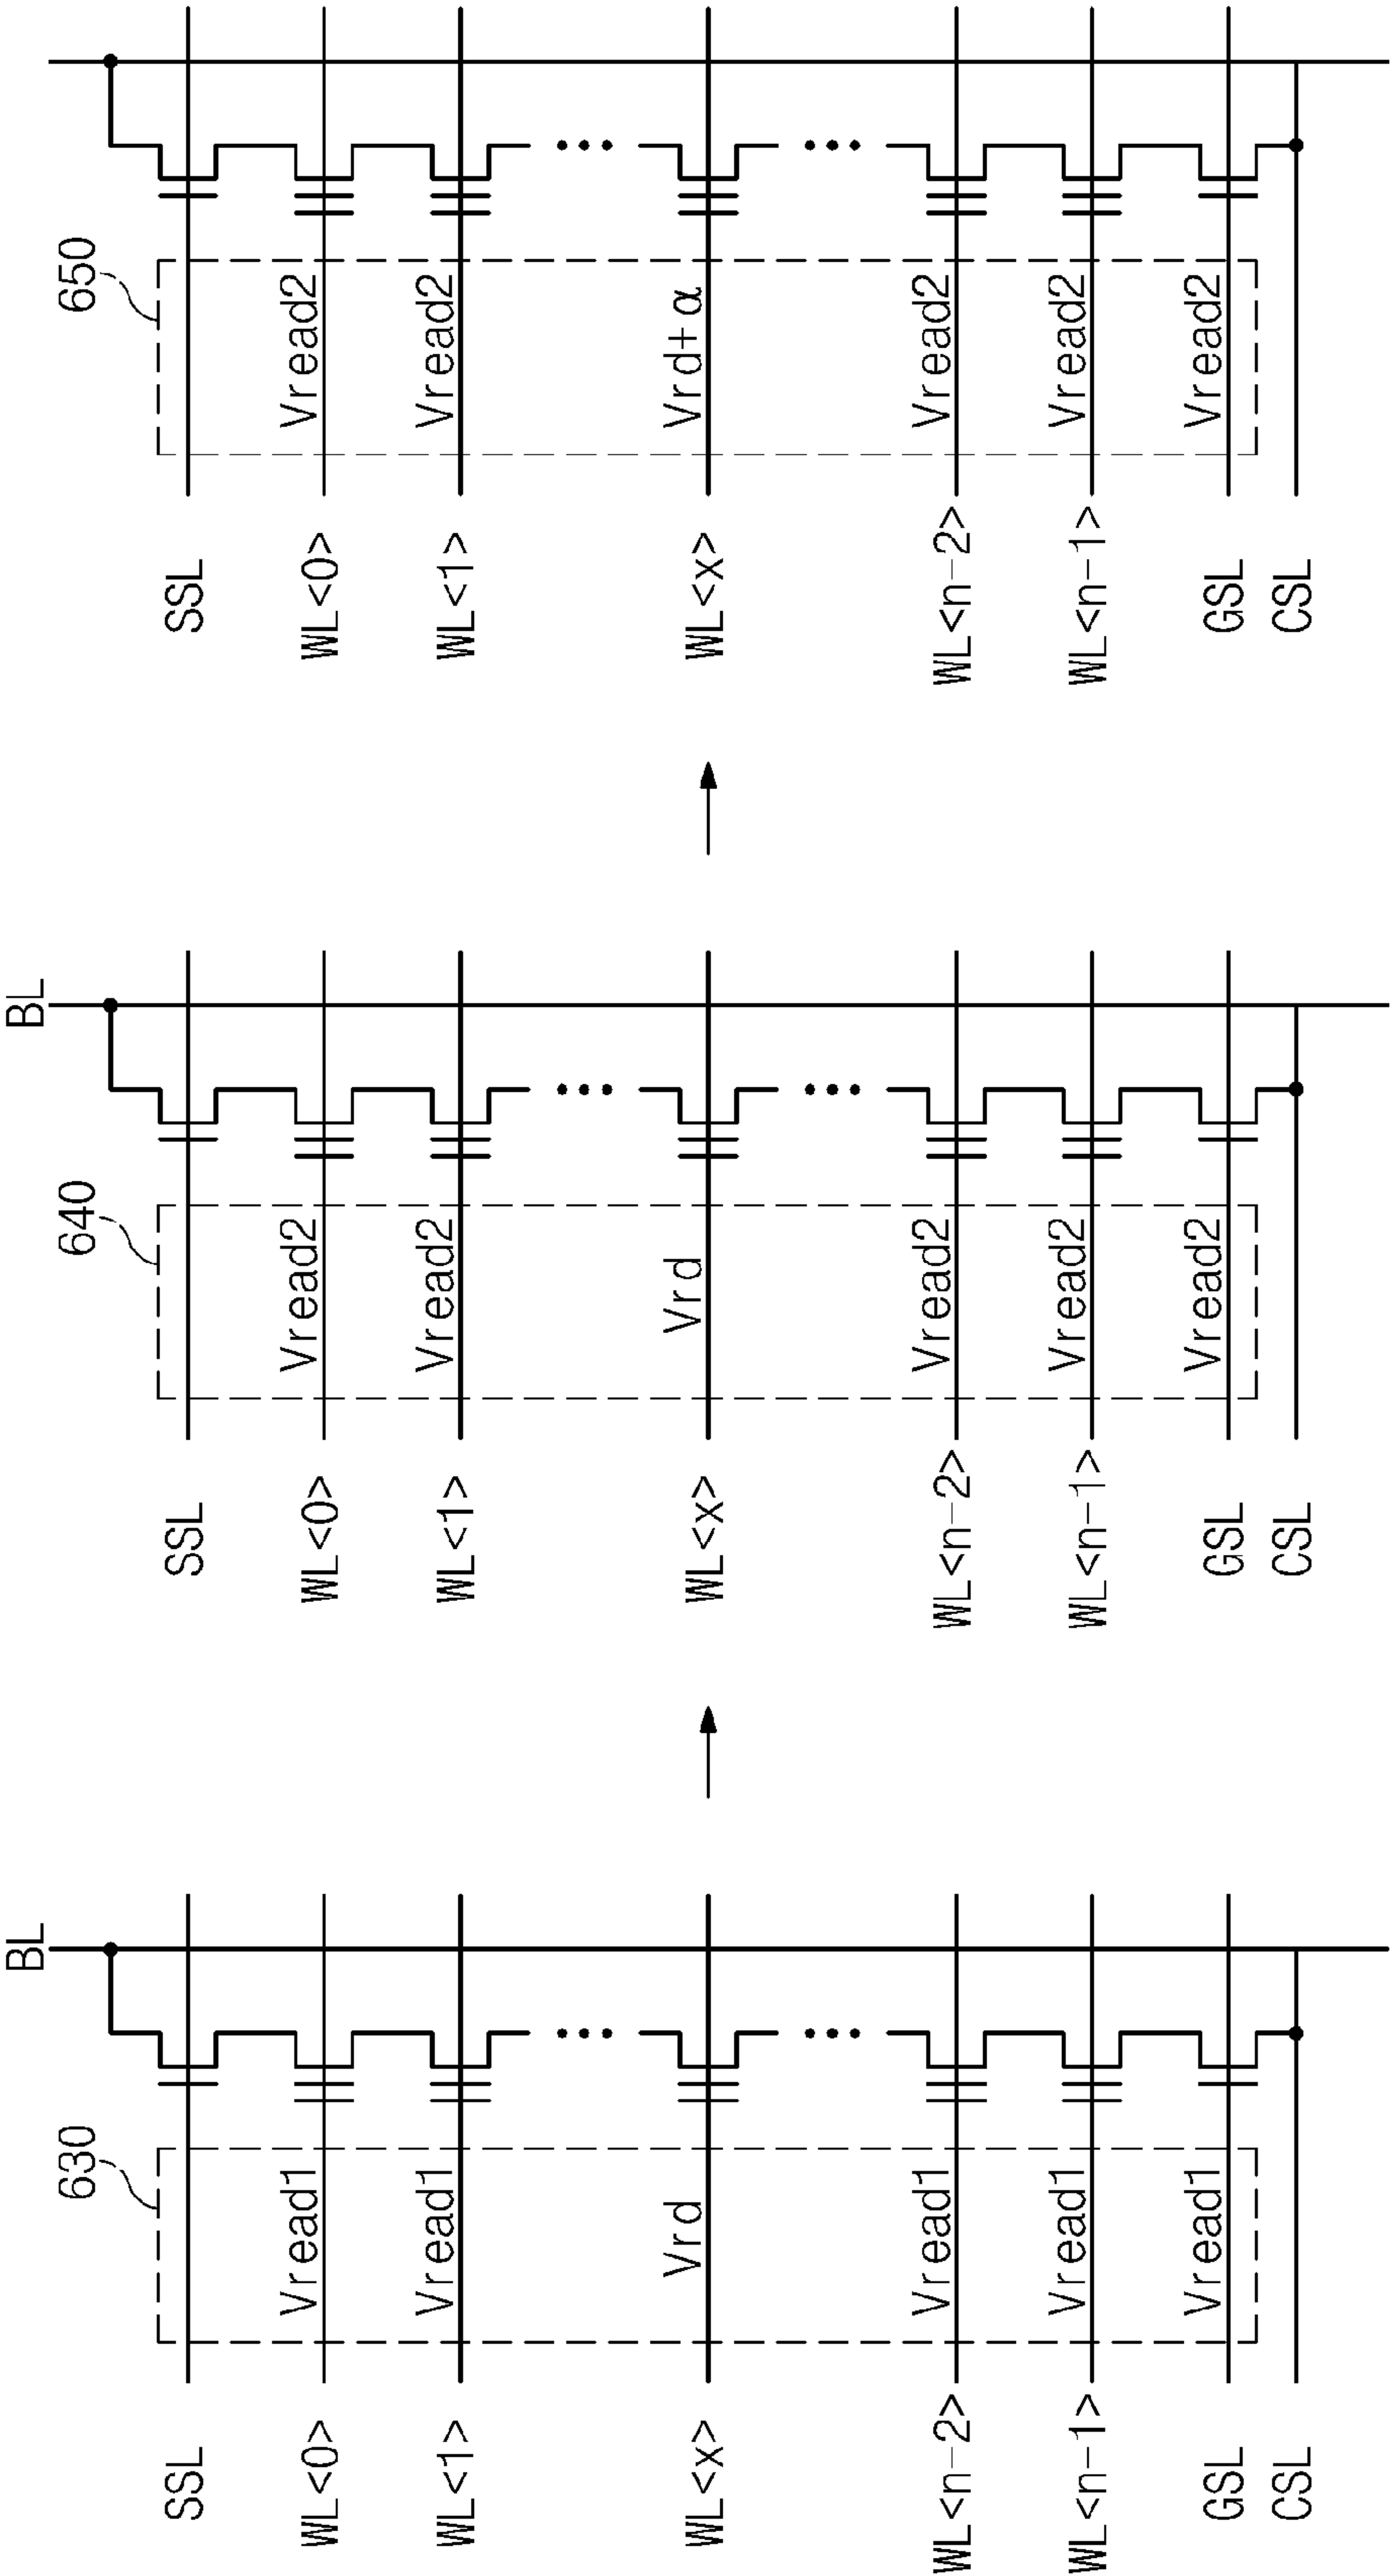 BL
630
SSL
WL<0> Vread1
WL<1> Vread1
WL<x> Vrd
WL<n-2> Vread1
WL<n-1> Vread1
GSL Vread1
CSL
BL
640
SSL
WL<0> Vread2
WL<1> Vread2
WL<x> Vrd
WL<n-2> Vread2
WL<n-1> Vread2
GSL Vread2
CSL
650
SSL
WL<0> Vread2
WL<1> Vread2
WL<x> Vrd+α
WL<n-2> Vread2
WL<n-1> Vread2
GSL Vread2
CSL